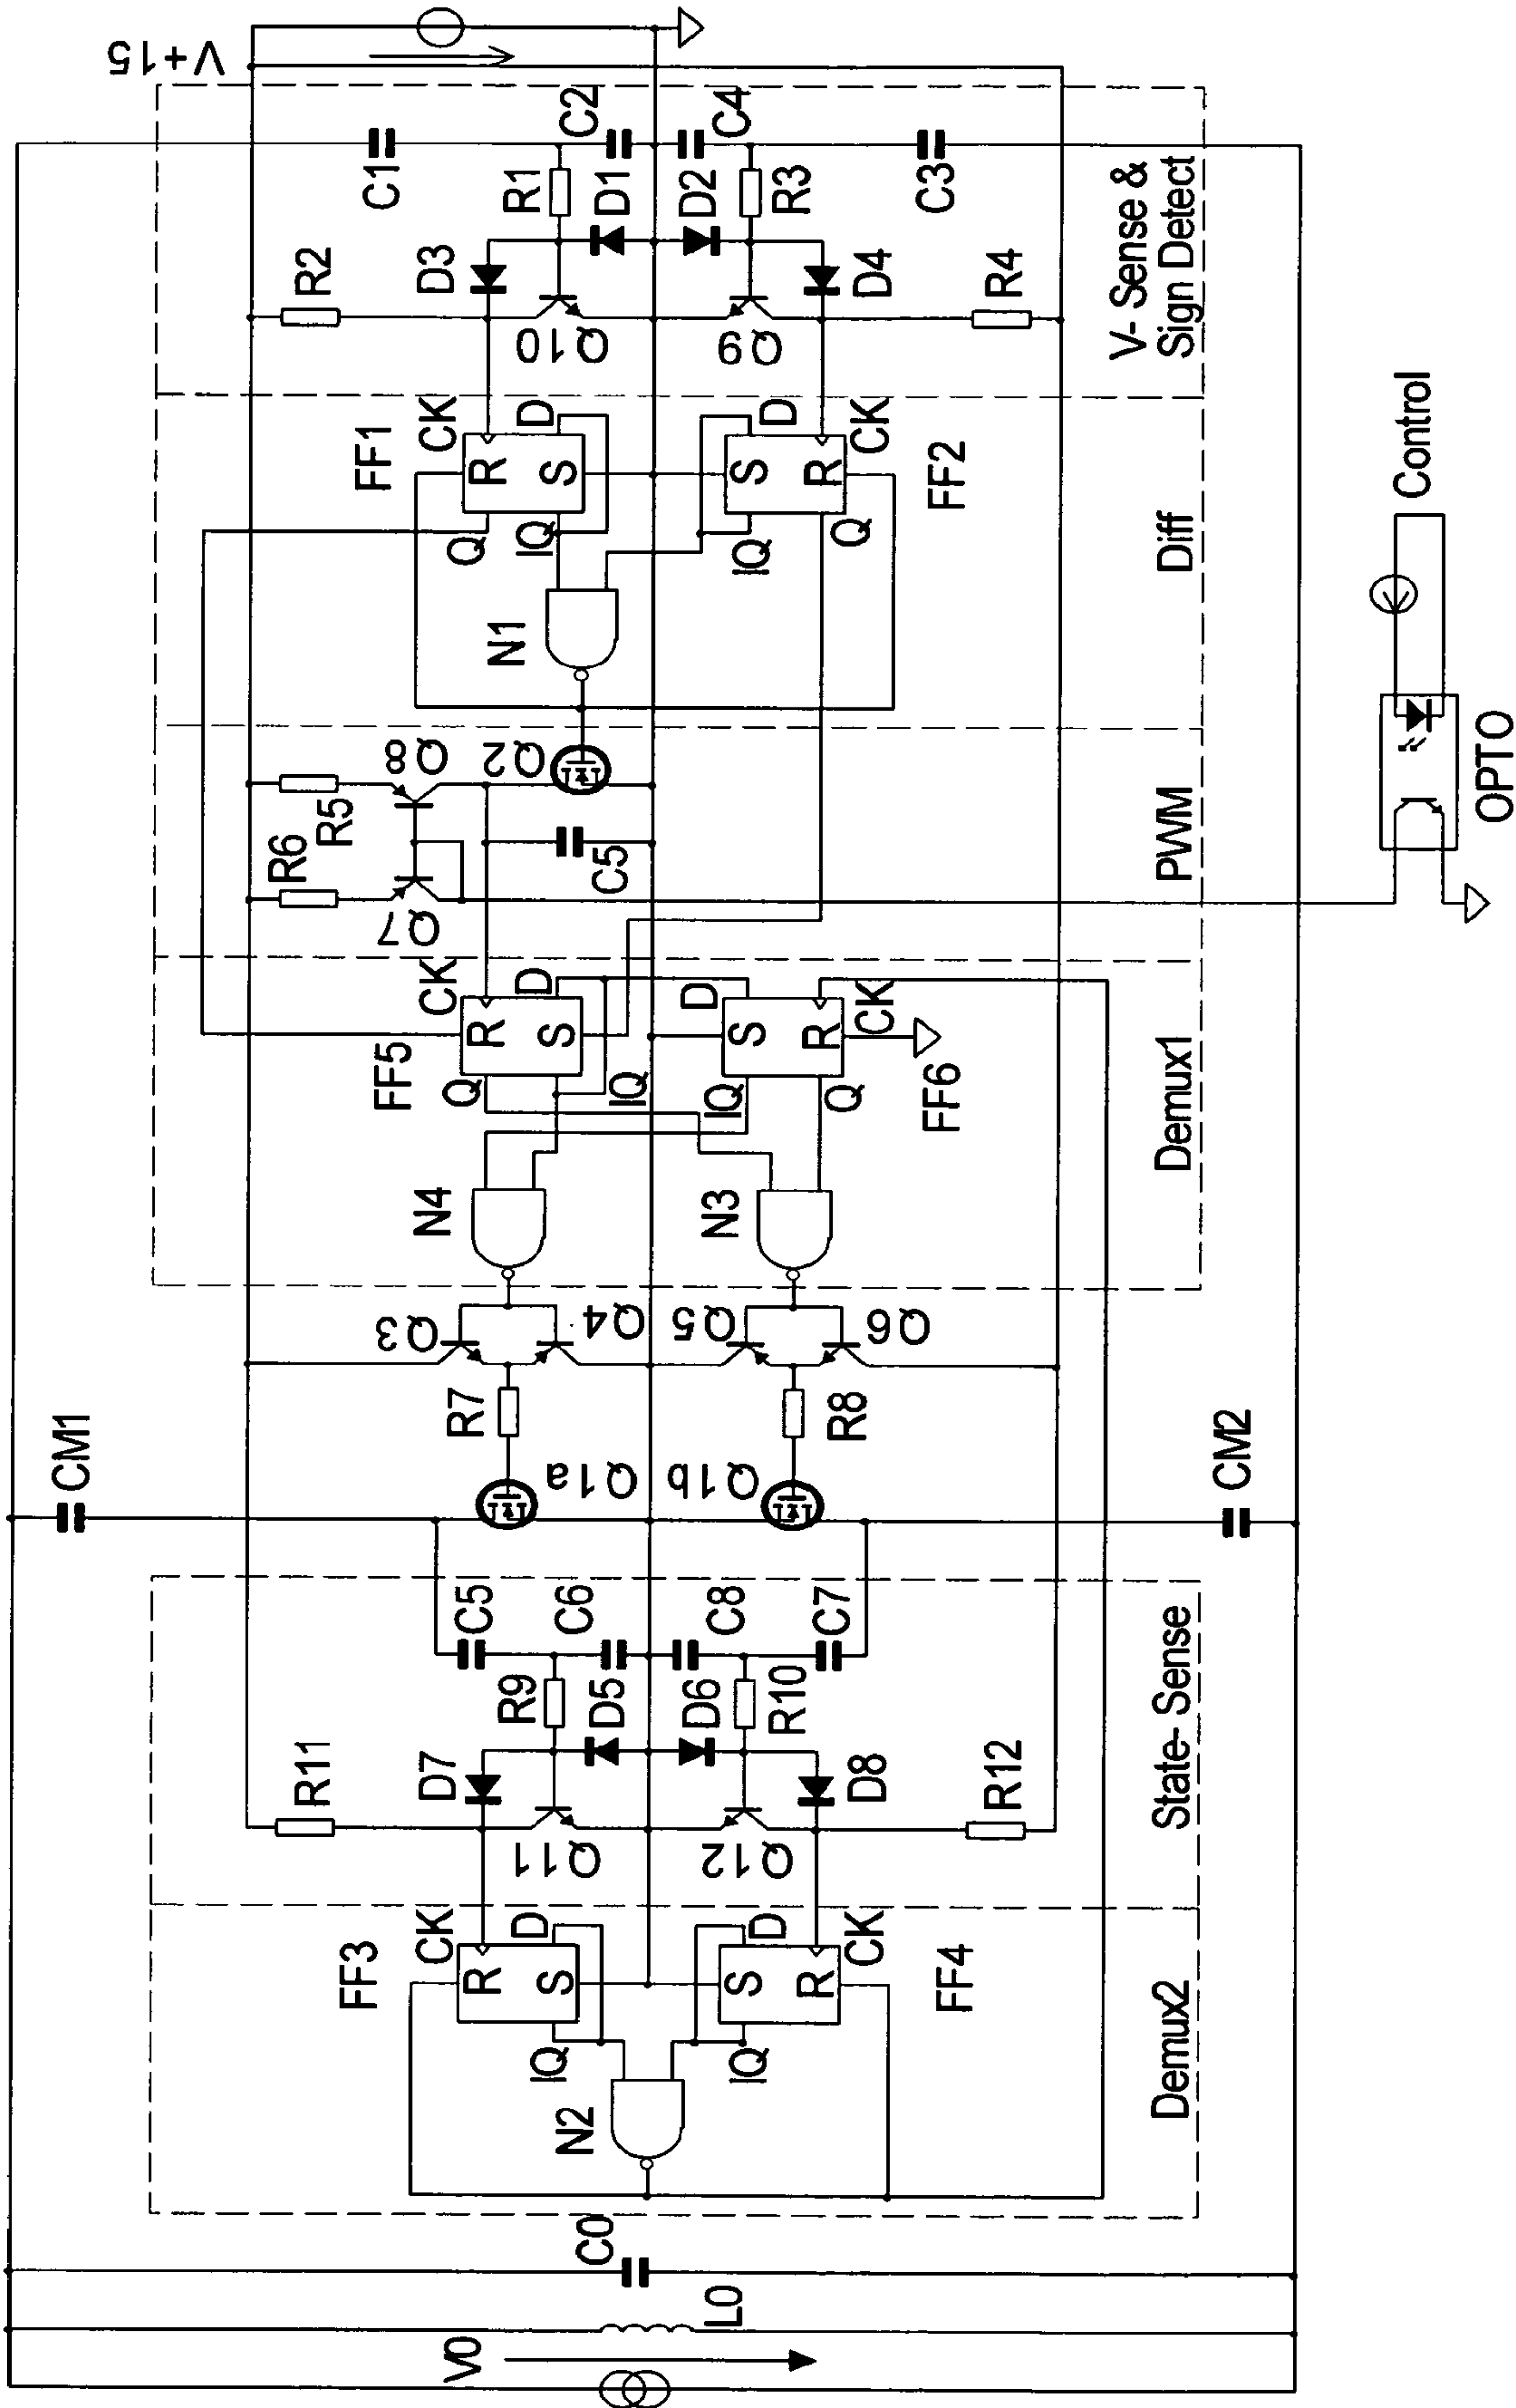 V+15
C1
C2
C4
C3
R1
D1
D2
R3
R2
D3
D4
R4
Q10
Q9
V- Sense &
Sign Detect
FF1
CK
D
R
S
Q
IQ
D
CK
S
R
IQ
Q
FF2
N1
Diff
Control
OPTO
Q8
Q2
R5
R6
C5
Q7
PWM
CK
D
R
S
FF5
Q
IQ
D
CK
S
R
IQ
Q
FF6
N4
N3
Demux1
Q3
Q4
Q5
Q6
R7
R8
CM1
Q1a
Q1b
CM2
C5
C6
C8
C7
R9
D5
D6
R10
R11
D7
D8
R12
Q11
Q12
State-Sense
FF3
CK
D
R
S
IQ
D
CK
S
R
IQ
FF4
N2
Demux2
C0
L0
V0